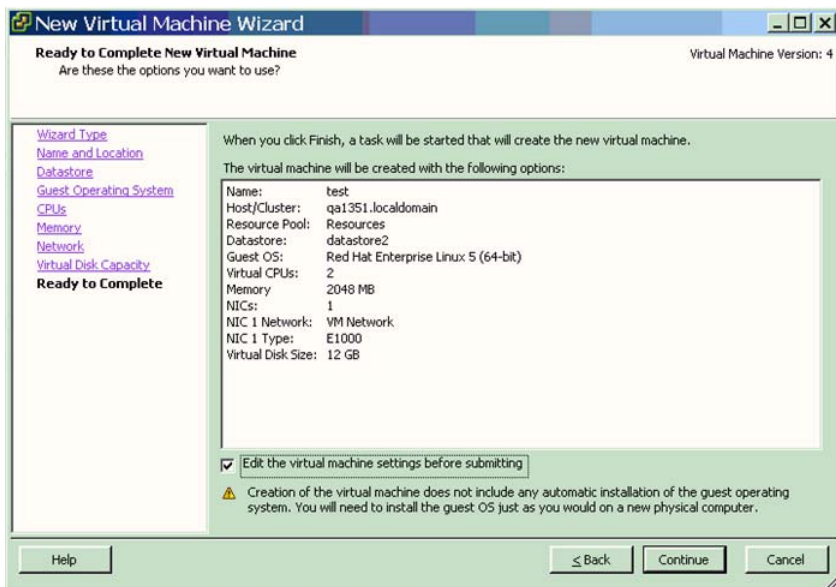 New Virtual Machine Wizard
Ready to Complete New Virtual Machine
Are these the options you want to use?
Virtual Machine Version: 4
Wizard Type
Name and Location
Datastore
Guest Operating System
CPUs
Memory
Network
Virtual Disk Capacity
Ready to Complete
When you click Finish, a task will be started that will create the new virtual machine.
The virtual machine will be created with the following options:
Name: test
Host/Cluster: qa1351.localdomain
Resource Pool: Resources
Datastore: datastore2
Guest OS: Red Hat Enterprise Linux 5 (64-bit)
Virtual CPUs: 2
Memory 2048 MB
NICs: 1
NIC 1 Network: VM Network
NIC 1 Type: E1000
Virtual Disk Size: 12 GB
Edit the virtual machine settings before submitting
Creation of the virtual machine does not include any automatic installation of the guest operating
system. You will need to install the guest OS just as you would on a new physical computer.
Help
< Back
Continue
Cancel